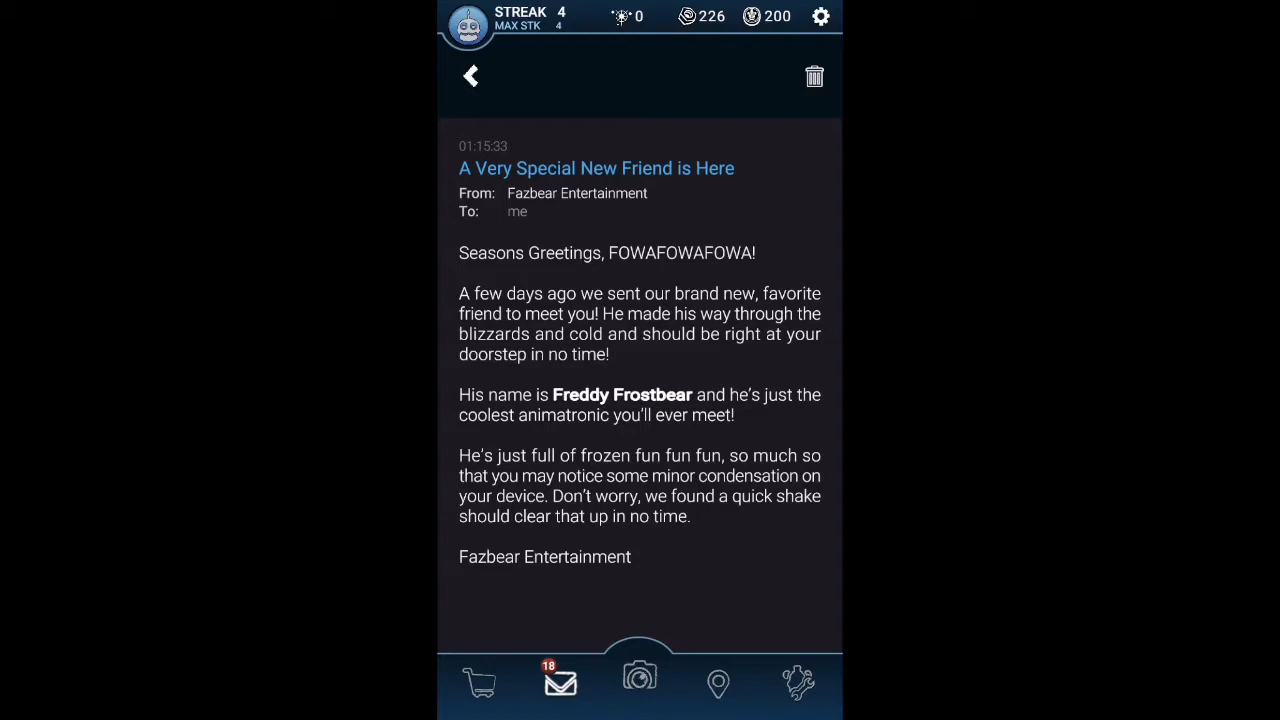 STREAK 4
MAX STK 4
0
226
200
01:15:33
A Very Special New Friend is Here
From: Fazbear Entertainment
To: me
Seasons Greetings, FOWAFOWAFOWA!
A few days ago we sent our brand new, favorite
friend to meet you! He made his way through the
blizzards and cold and should be right at your
doorstep in no time!
His name is Freddy Frostbear and he's just the
coolest animatronic you'll ever meet!
He's just full of frozen fun fun fun, so much so
that you may notice some minor condensation on
your device. Don't worry, we found a quick shake
should clear that up in no time.
Fazbear Entertainment
18